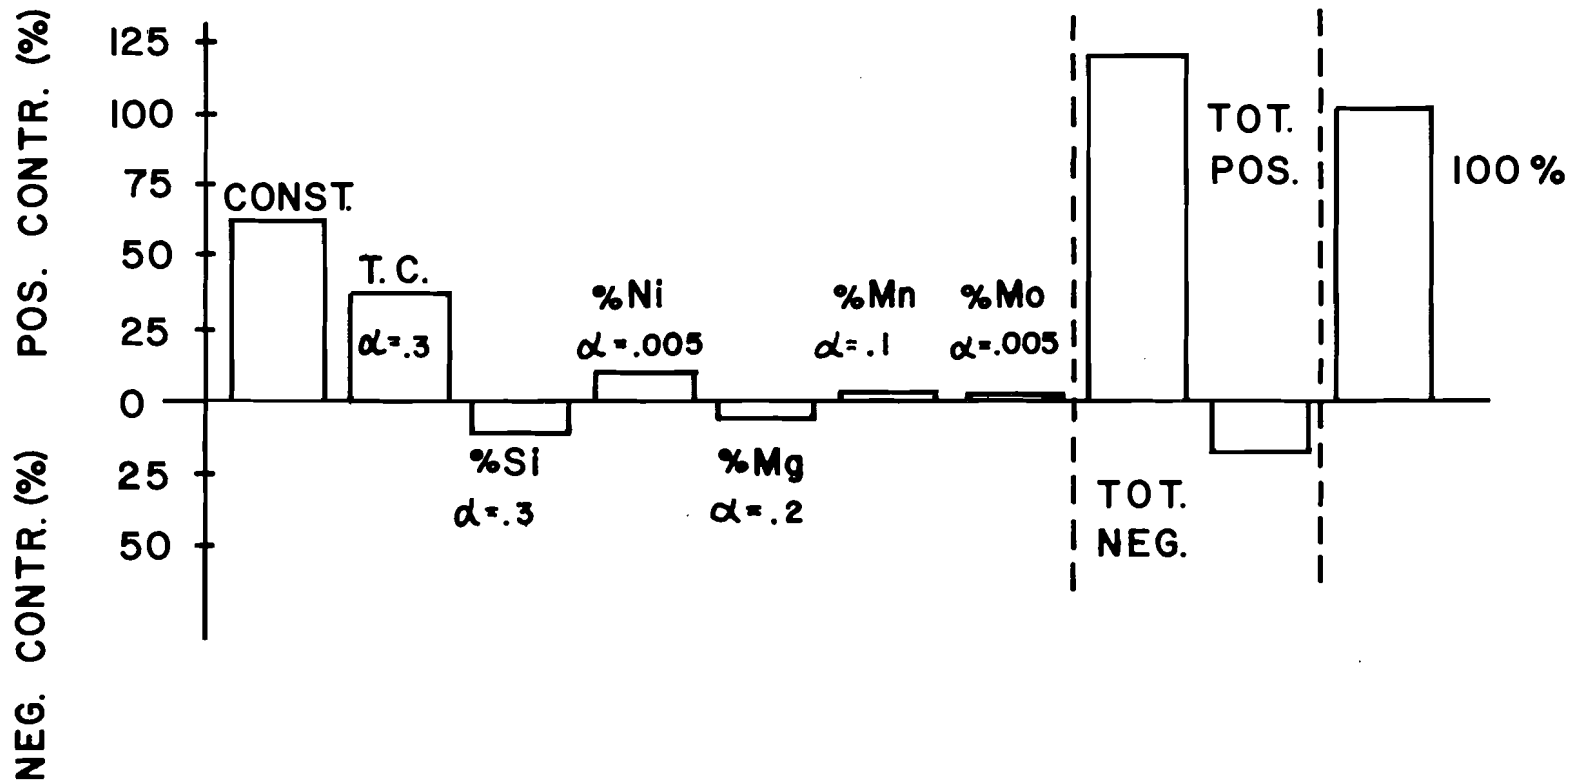 POS. CONTR. (%)
NEG. CONTR. (%)
125
100
75
50
25
0
25
50
CONST.
T.C.
α=.3
%Si
α=.3
%Ni
α=.005
%Mg
α=.2
%Mn
α=.1
%Mo
α=.005
TOT.
NEG.
TOT.
POS.
100%